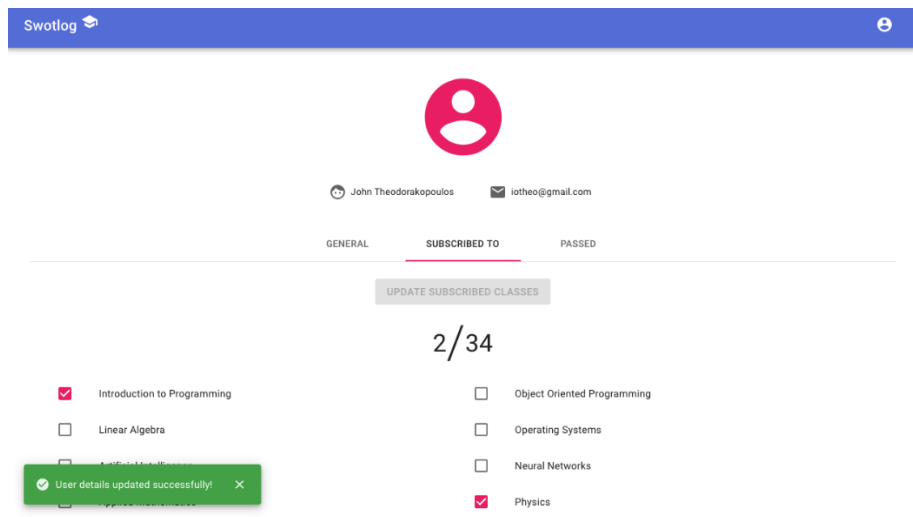 Swotlog
John Theodorakopoulos iotheo@gmail.com
GENERAL SUBSCRIBED TO PASSED
UPDATE SUBSCRIBED CLASSES
2/34
Introduction to Programming Object Oriented Programming
Linear Algebra Operating Systems
Neural Networks
User details updated successfully!
Physics